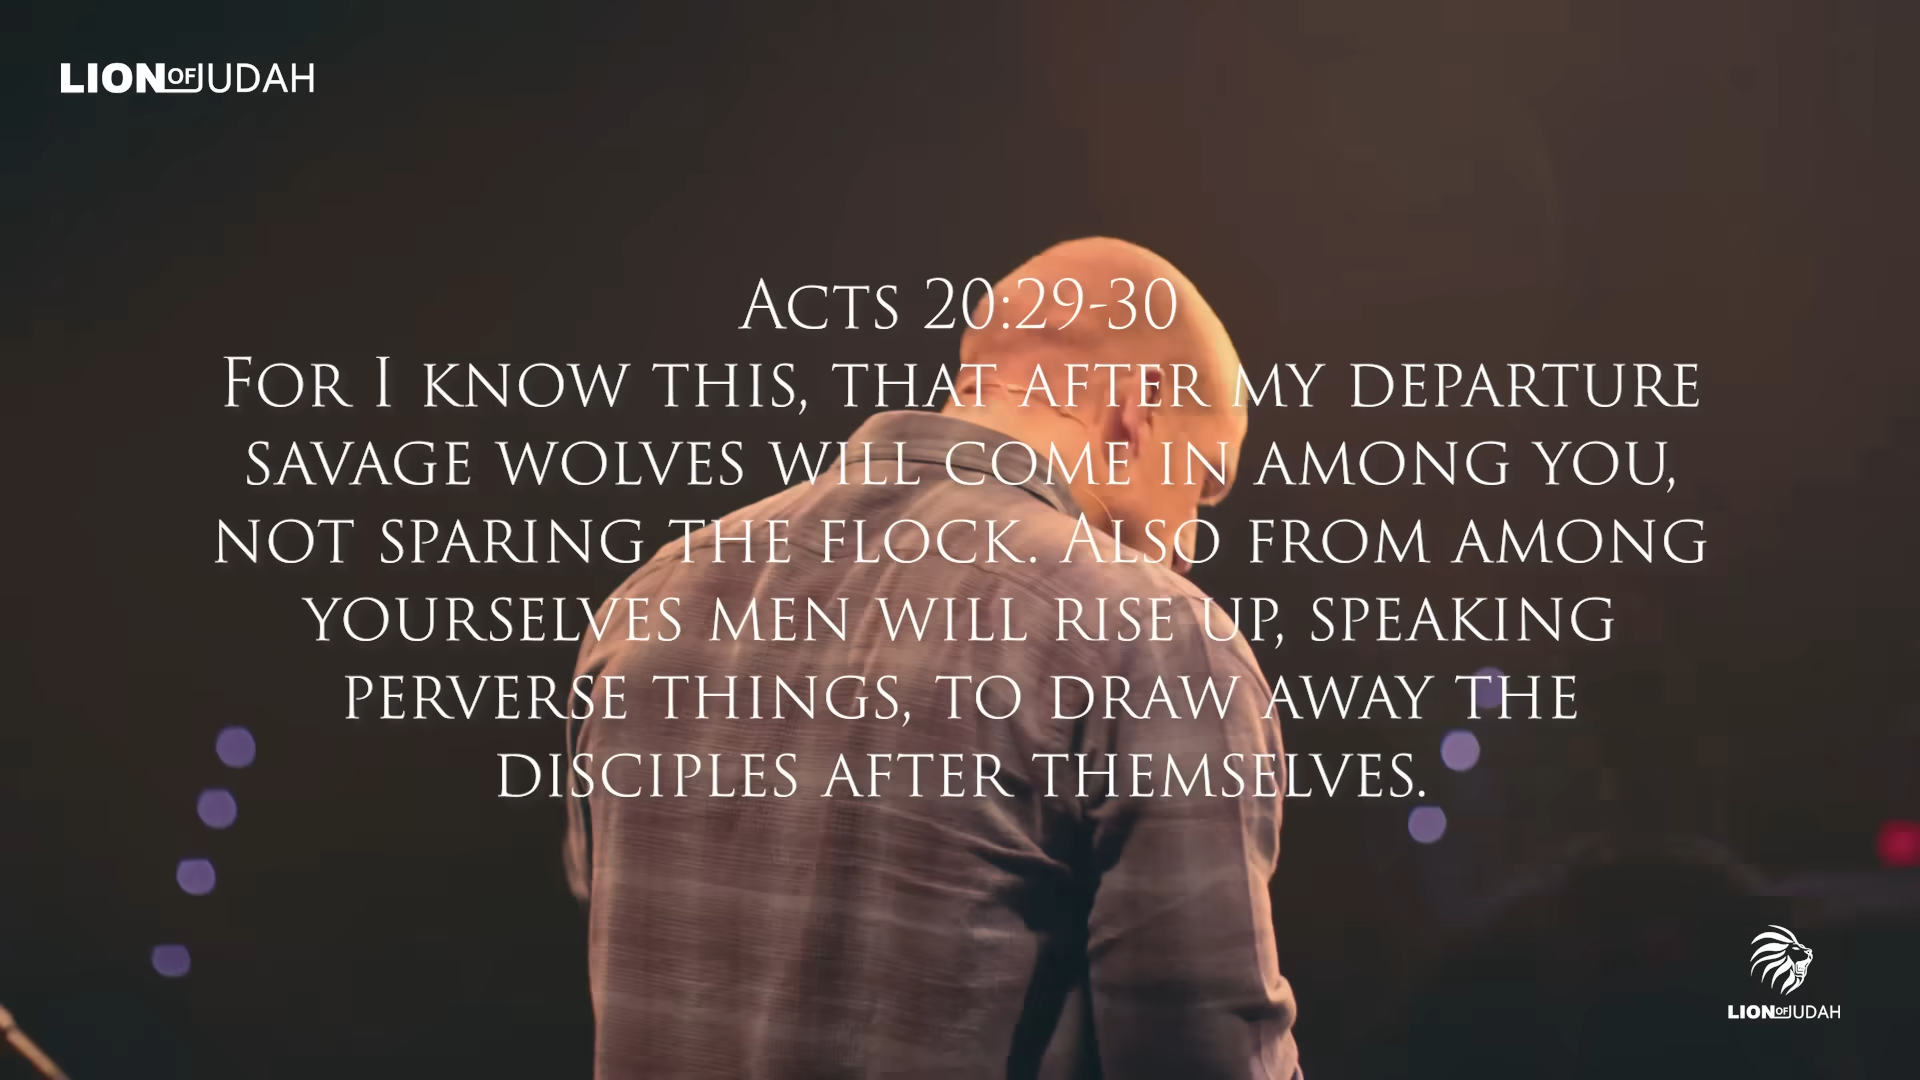 LION OF JUDAH
Acts 20:29-30
For I know this, that after my departure
savage wolves will come in among you,
not sparing the flock. Also from among
yourselves men will rise up, speaking
perverse things, to draw away the
disciples after themselves.
LION OF JUDAH